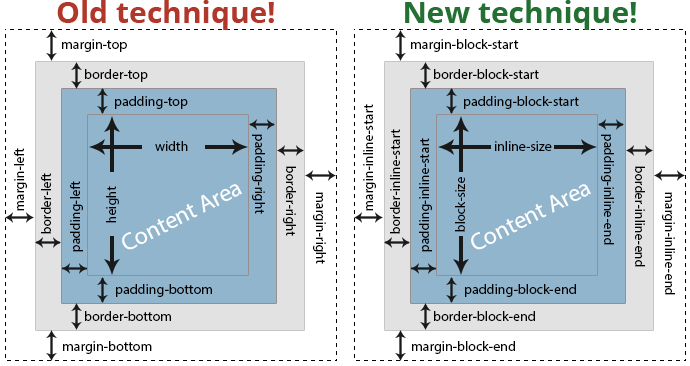 Old technique!
margin-top
border-top
padding-top
width
height
Content Area
margin-left
border-left
padding-left
padding-right
border-right
margin-right
padding-bottom
border-bottom
margin-bottom
New technique!
margin-block-start
border-block-start
padding-block-start
inline-size
block-size
Content Area
margin-inline-start
border-inline-start
padding-inline-start
padding-inline-end
border-inline-end
margin-inline-end
padding-block-end
border-block-end
margin-block-end